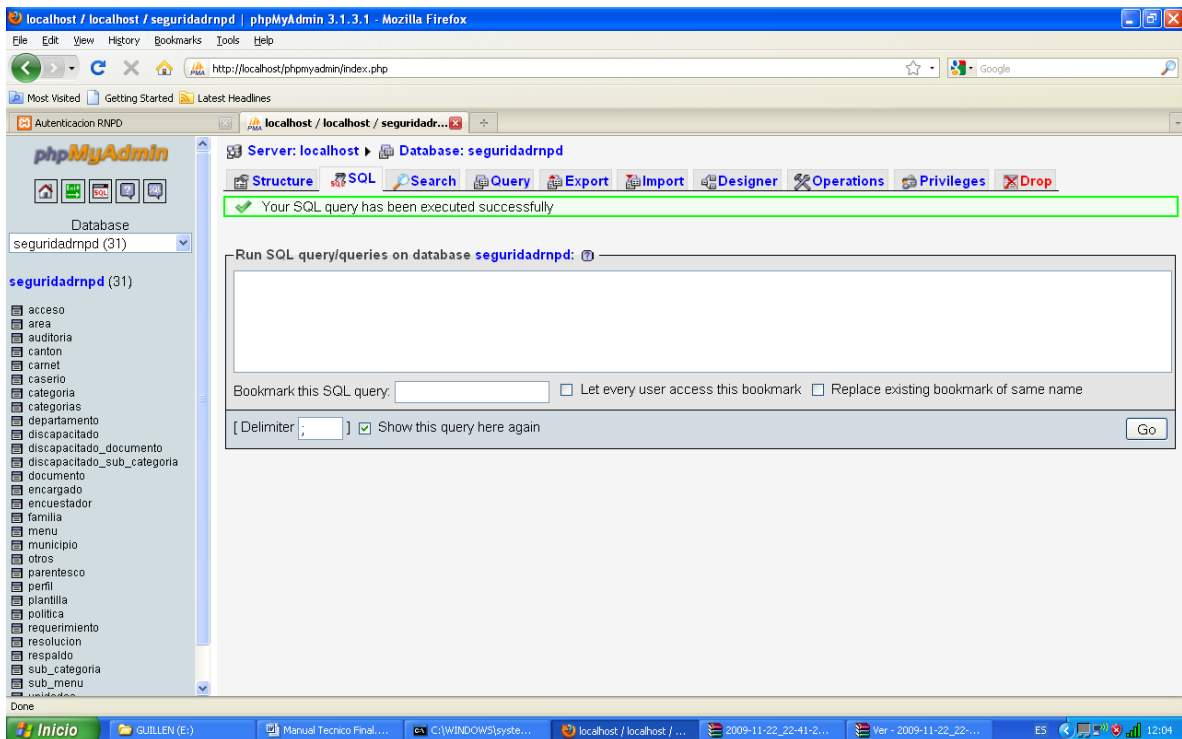 localhost / localhost / seguridadrnpd | phpMyAdmin 3.1.3.1 - Mozilla Firefox
File Edit View History Bookmarks Tools Help
http://localhost/phpmyadmin/index.php
Google
Most Visited Getting Started Latest Headlines
Autenticacion RNPD
localhost / localhost / seguridadr...
phpMyAdmin
Server: localhost Database: seguridadrnpd
Structure SQL Search Query Export Import Designer Operations Privileges Drop
Your SQL query has been executed successfully
Database
seguridadrnpd (31)
seguridadrnpd (31)
acceso
area
auditoria
canton
carnet
caserio
categoria
categorias
departamento
discapacitado
discapacitado_documento
discapacitado_sub_categoria
documento
encargado
encuestador
familia
menu
municipio
otros
parentesco
perfil
plantilla
politica
requerimiento
resolucion
respaldo
sub_categoria
sub_menu
Run SQL query/queries on database seguridadrnpd:
Bookmark this SQL query: Let every user access this bookmark Replace existing bookmark of same name
[ Delimiter ; ] Show this query here again
Go
Done
Inicio GUILLEN (E:) Manual Tecnico Final.... C:\WINDOWS\syste... localhost / localhost / ... 2009-11-22_22-41-2... Ver - 2009-11-22_22-... ES 12:04